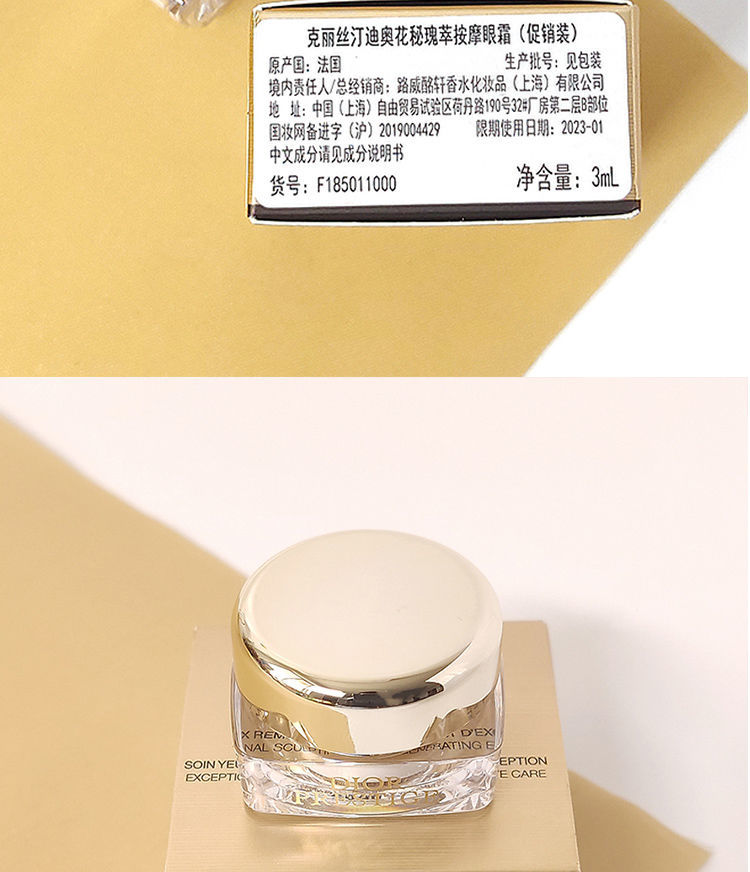 克丽丝汀迪奥花秘瑰萃按摩眼霜（促销装）
原产国：法国 生产批号：见包装
境内责任人/总经销商：路威酩轩香水化妆品（上海）有限公司
地 址：中国（上海）自由贸易试验区荷丹路190号32#厂房第二层B部位
国妆网备进字（沪）2019004429 限期使用日期：2023-01
中文成分请见成分说明书
货号：F185011000 净含量：3mL
X REM D'EX
NAL SCULPTI NERATING E
SOIN YEU EPTION
EXCEPTIO E CARE
DIOR
PRESTIGE